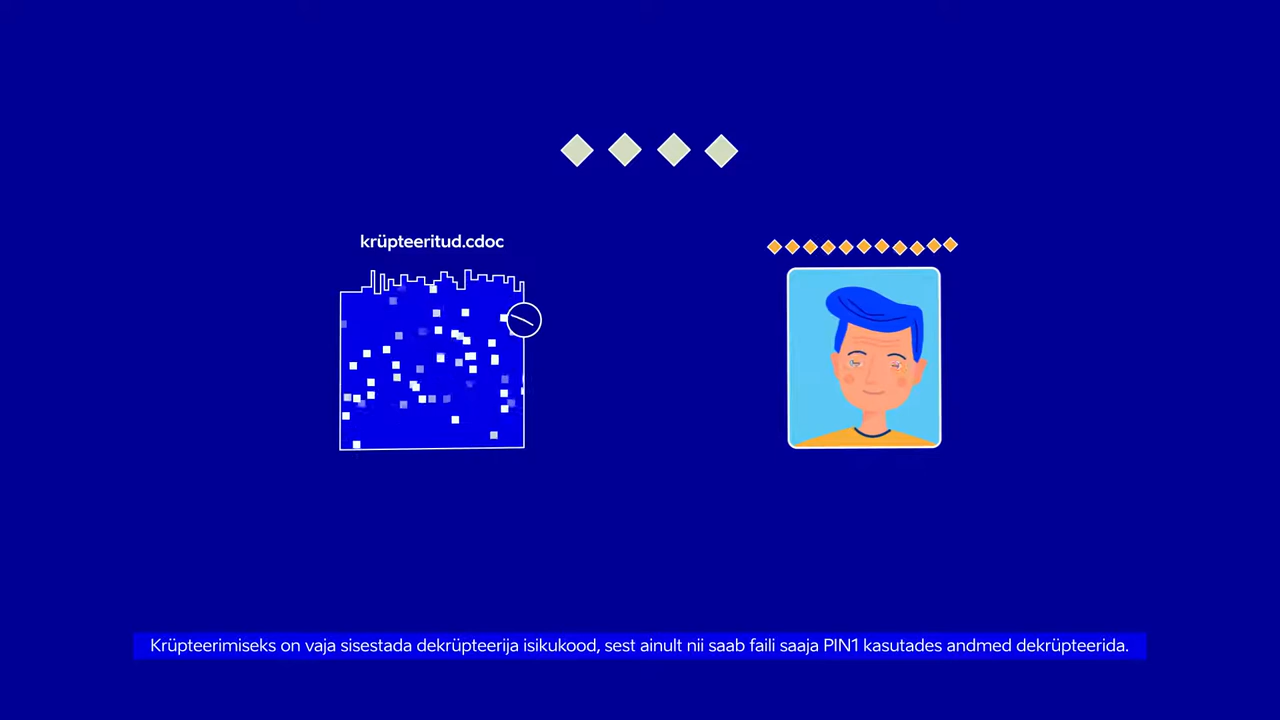 krüpteeritud.cdoc
Krüpteerimiseks on vaja sisestada dekrüpteerija isikukood, sest ainult nii saab faili saaja PIN1 kasutades andmed dekrüpteerida.